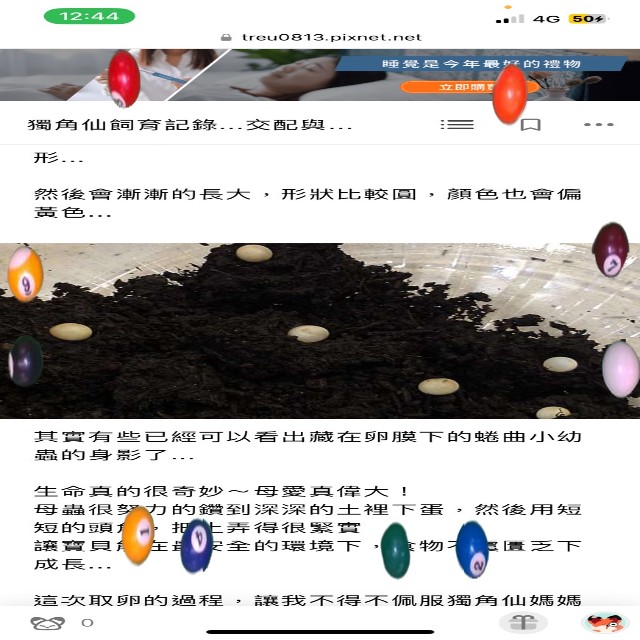 12:44
4G 50
treu0813.pixnet.net
睡覺是今年最好的禮物
立即購
獨角仙飼育記錄...交配與...
形...
然後會漸漸的長大，形狀比較圓，顏色也會偏
黃色...
6
7
其實有些已經可以看出藏在卵膜下的蜷曲小幼
蟲的身影了...
生命真的很奇妙～母愛真偉大！
母蟲很努力的鑽到深深的土裡下蛋，然後用短
短的頭，把土弄得很緊實
讓寶貝在安全的環境下，食物不匱乏下
成長...
1
4
2
這次取卵的過程，讓我不得不佩服獨角仙媽媽
0